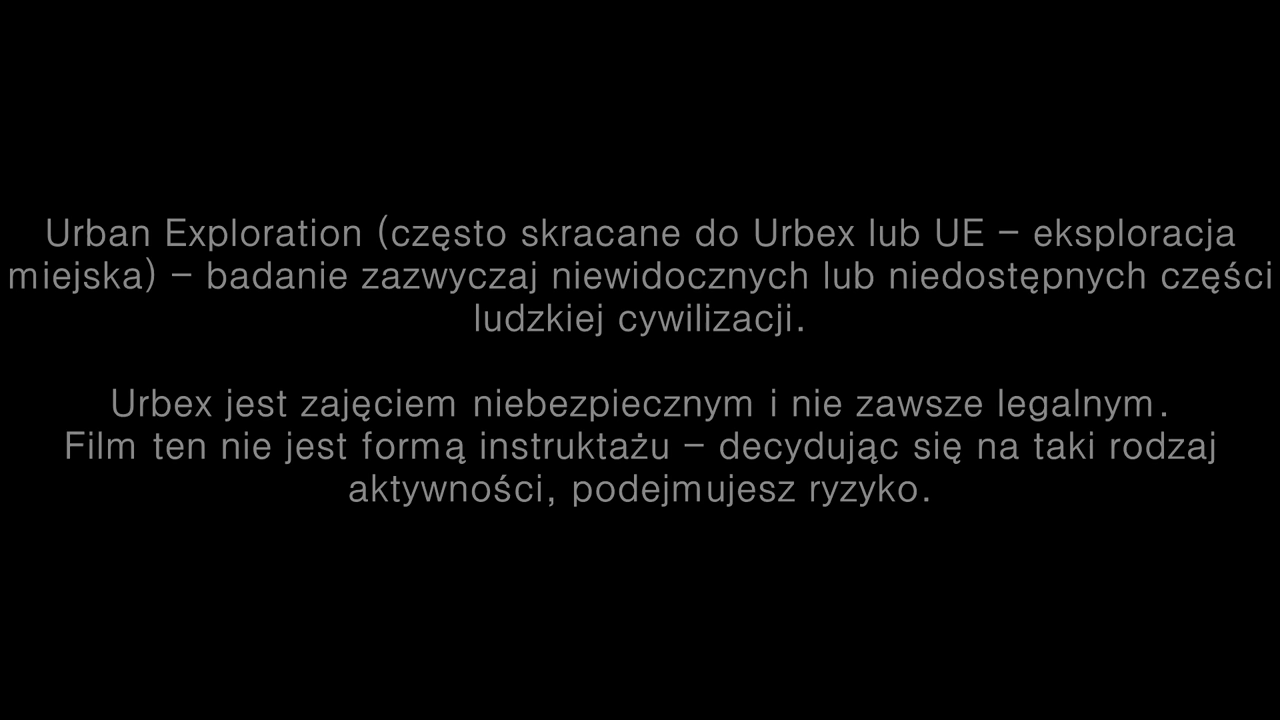 Urban Exploration (często skracane do Urbex lub UE – eksploracja
miejska) – badanie zazwyczaj niewidocznych lub niedostępnych części
ludzkiej cywilizacji.
Urbex jest zajęciem niebezpiecznym i nie zawsze legalnym.
Film ten nie jest formą instruktażu – decydując się na taki rodzaj
aktywności, podejmujesz ryzyko.